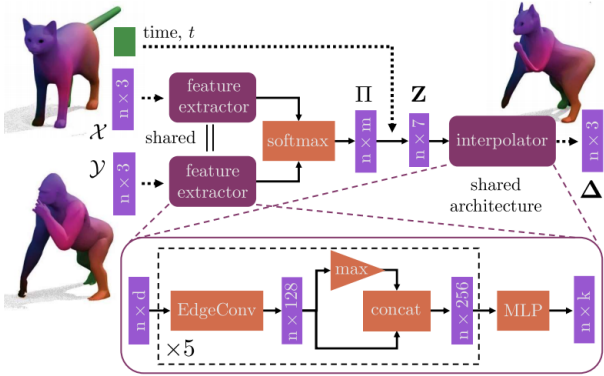 time, t
n × 3
X
feature
extractor
shared
Y
n × 3
feature
extractor
softmax
Π
n × m
Z
n × 7
interpolator
n × 3
Δ
shared
architecture
n × d
EdgeConv
×5
n × 128
max
concat
n × 256
MLP
n × k